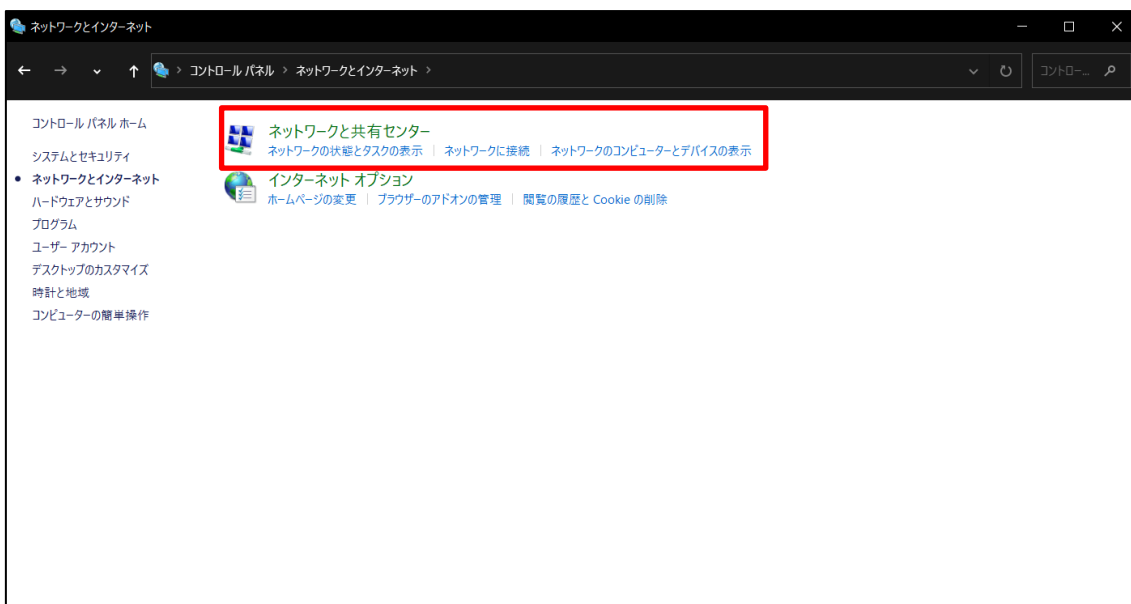 ネットワークとインターネット
コントロール パネル > ネットワークとインターネット >
コントロー...
コントロール パネル ホーム
システムとセキュリティ
ネットワークとインターネット
ハードウェアとサウンド
プログラム
ユーザー アカウント
デスクトップのカスタマイズ
時計と地域
コンピューターの簡単操作
ネットワークと共有センター
ネットワークの状態とタスクの表示 | ネットワークに接続 | ネットワークのコンピューターとデバイスの表示
インターネット オプション
ホームページの変更 | ブラウザーのアドオンの管理 | 閲覧の履歴と Cookie の削除